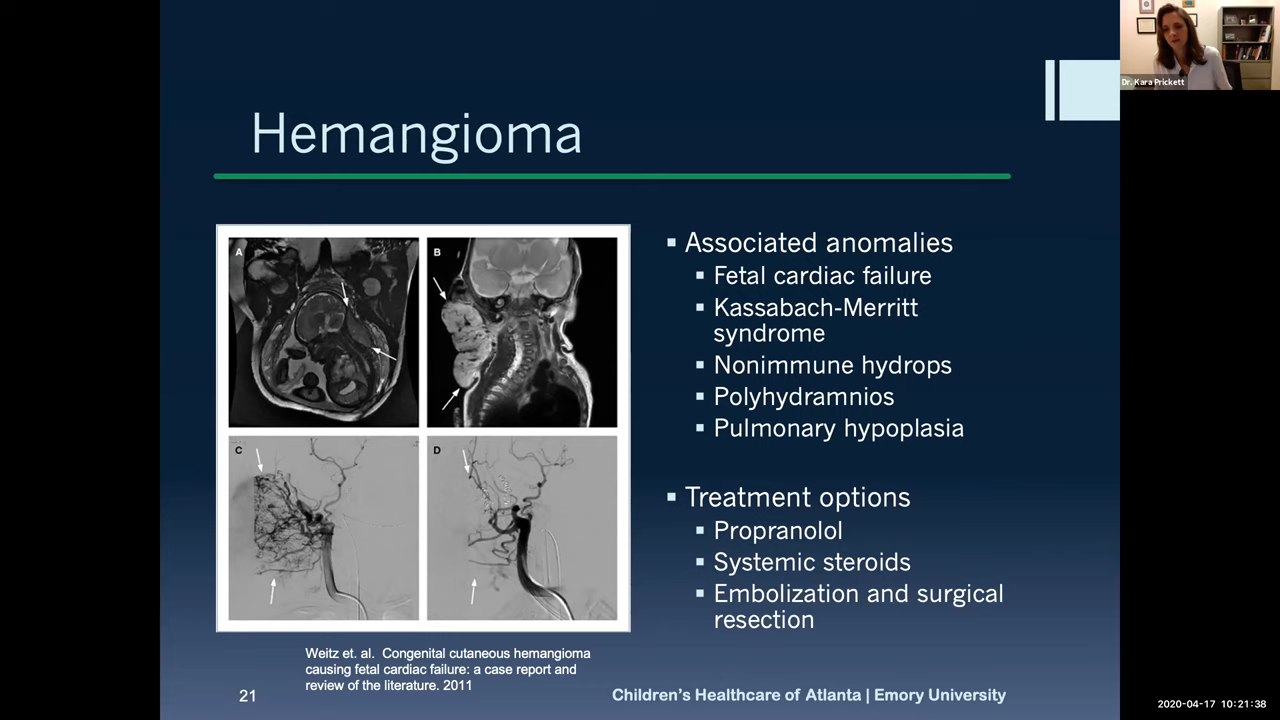 Dr. Kara Prickett
Hemangioma
A
B
C
D
▪ Associated anomalies
▪ Fetal cardiac failure
▪ Kassabach-Merritt
syndrome
▪ Nonimmune hydrops
▪ Polyhydramnios
▪ Pulmonary hypoplasia
▪ Treatment options
▪ Propranolol
▪ Systemic steroids
▪ Embolization and surgical
resection
Weitz et. al. Congenital cutaneous hemangioma
causing fetal cardiac failure: a case report and
review of the literature. 2011
21
Children's Healthcare of Atlanta | Emory University
2020-04-17 10:21:38